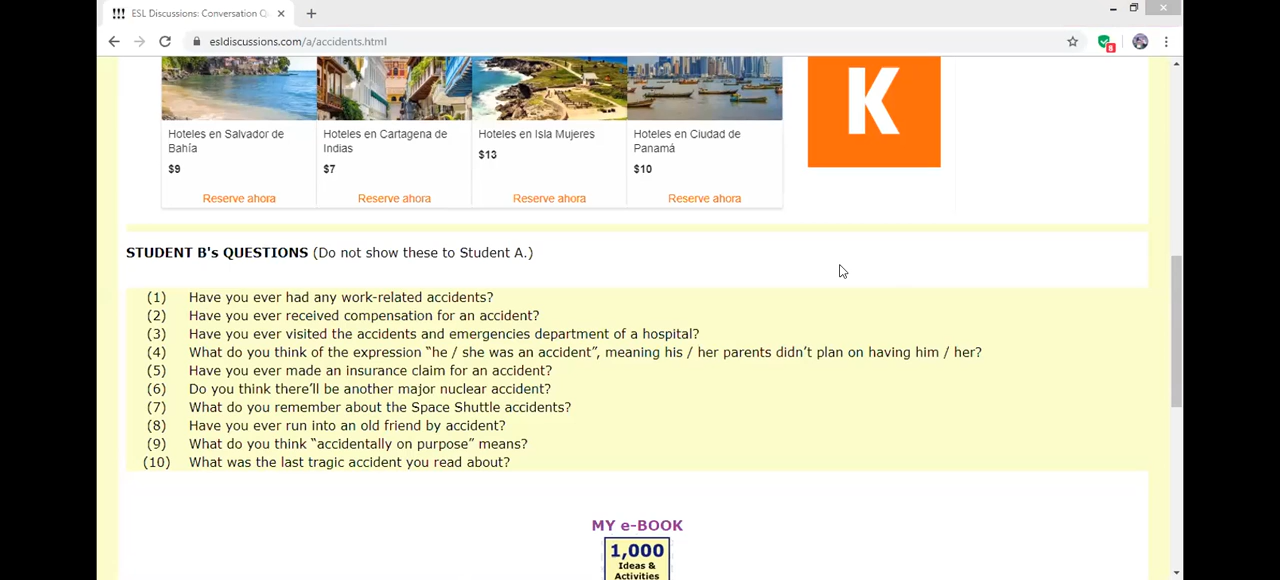 ESL Discussions: Conversation Q
esldiscussions.com/a/accidents.html
8
K
Hoteles en Salvador de
Bahía
$9
Reserve ahora
Hoteles en Cartagena de
Indias
$7
Reserve ahora
Hoteles en Isla Mujeres
$13
Reserve ahora
Hoteles en Ciudad de
Panamá
$10
Reserve ahora
STUDENT B's QUESTIONS (Do not show these to Student A.)
(1) Have you ever had any work-related accidents?
(2) Have you ever received compensation for an accident?
(3) Have you ever visited the accidents and emergencies department of a hospital?
(4) What do you think of the expression “he / she was an accident”, meaning his / her parents didn’t plan on having him / her?
(5) Have you ever made an insurance claim for an accident?
(6) Do you think there’ll be another major nuclear accident?
(7) What do you remember about the Space Shuttle accidents?
(8) Have you ever run into an old friend by accident?
(9) What do you think “accidentally on purpose” means?
(10) What was the last tragic accident you read about?
MY e-BOOK
1,000
Ideas &
Activities